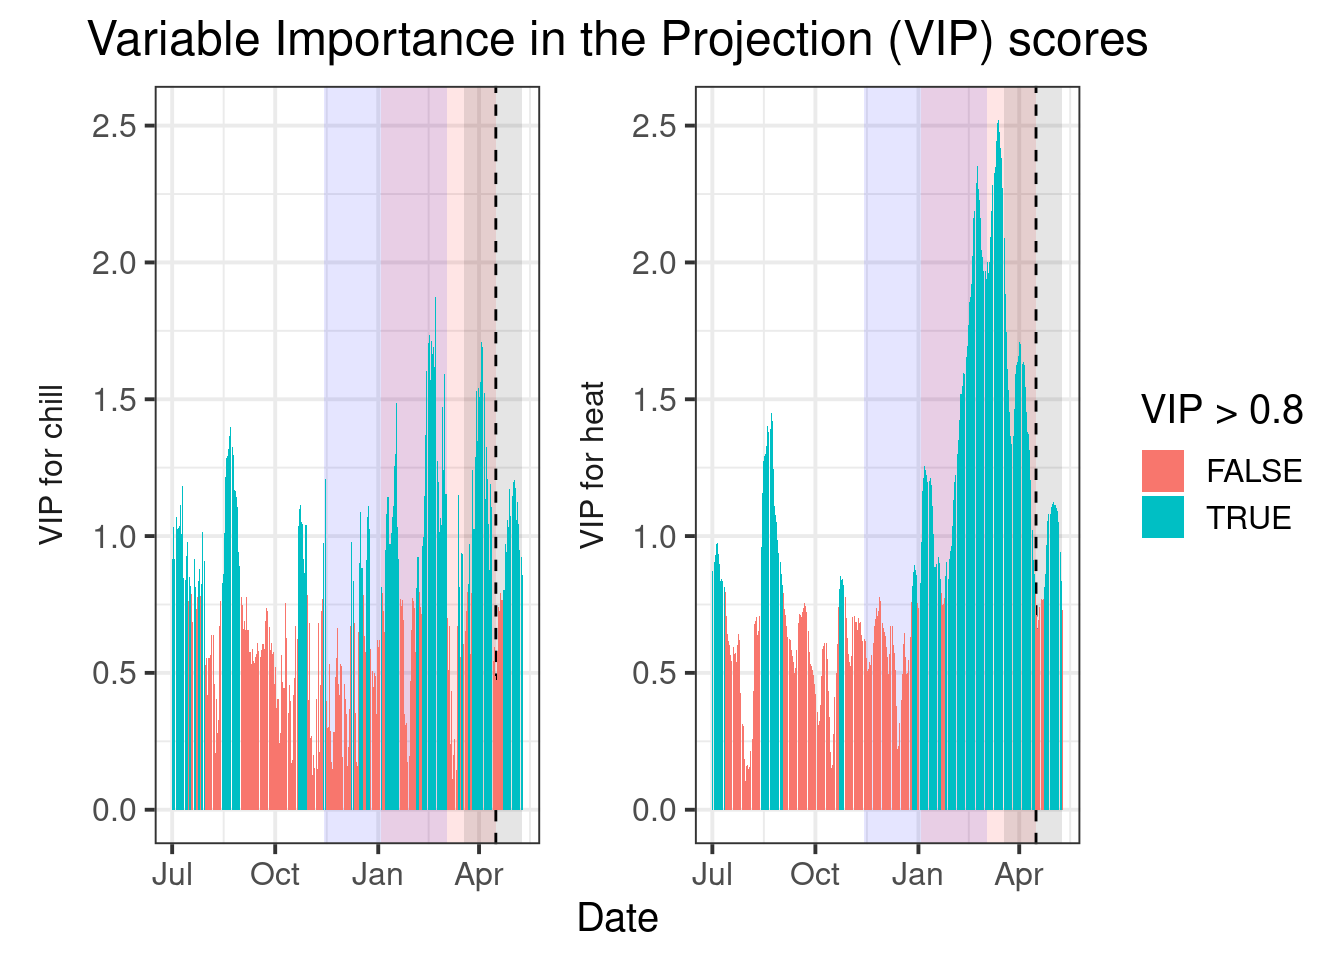 Variable Importance in the Projection (VIP) scores
VIP for chill
2.5
2.0
1.5
1.0
0.5
0.0
Jul Oct Jan Apr
VIP for heat
2.5
2.0
1.5
1.0
0.5
0.0
Jul Oct Jan Apr
Date
VIP > 0.8
FALSE
TRUE